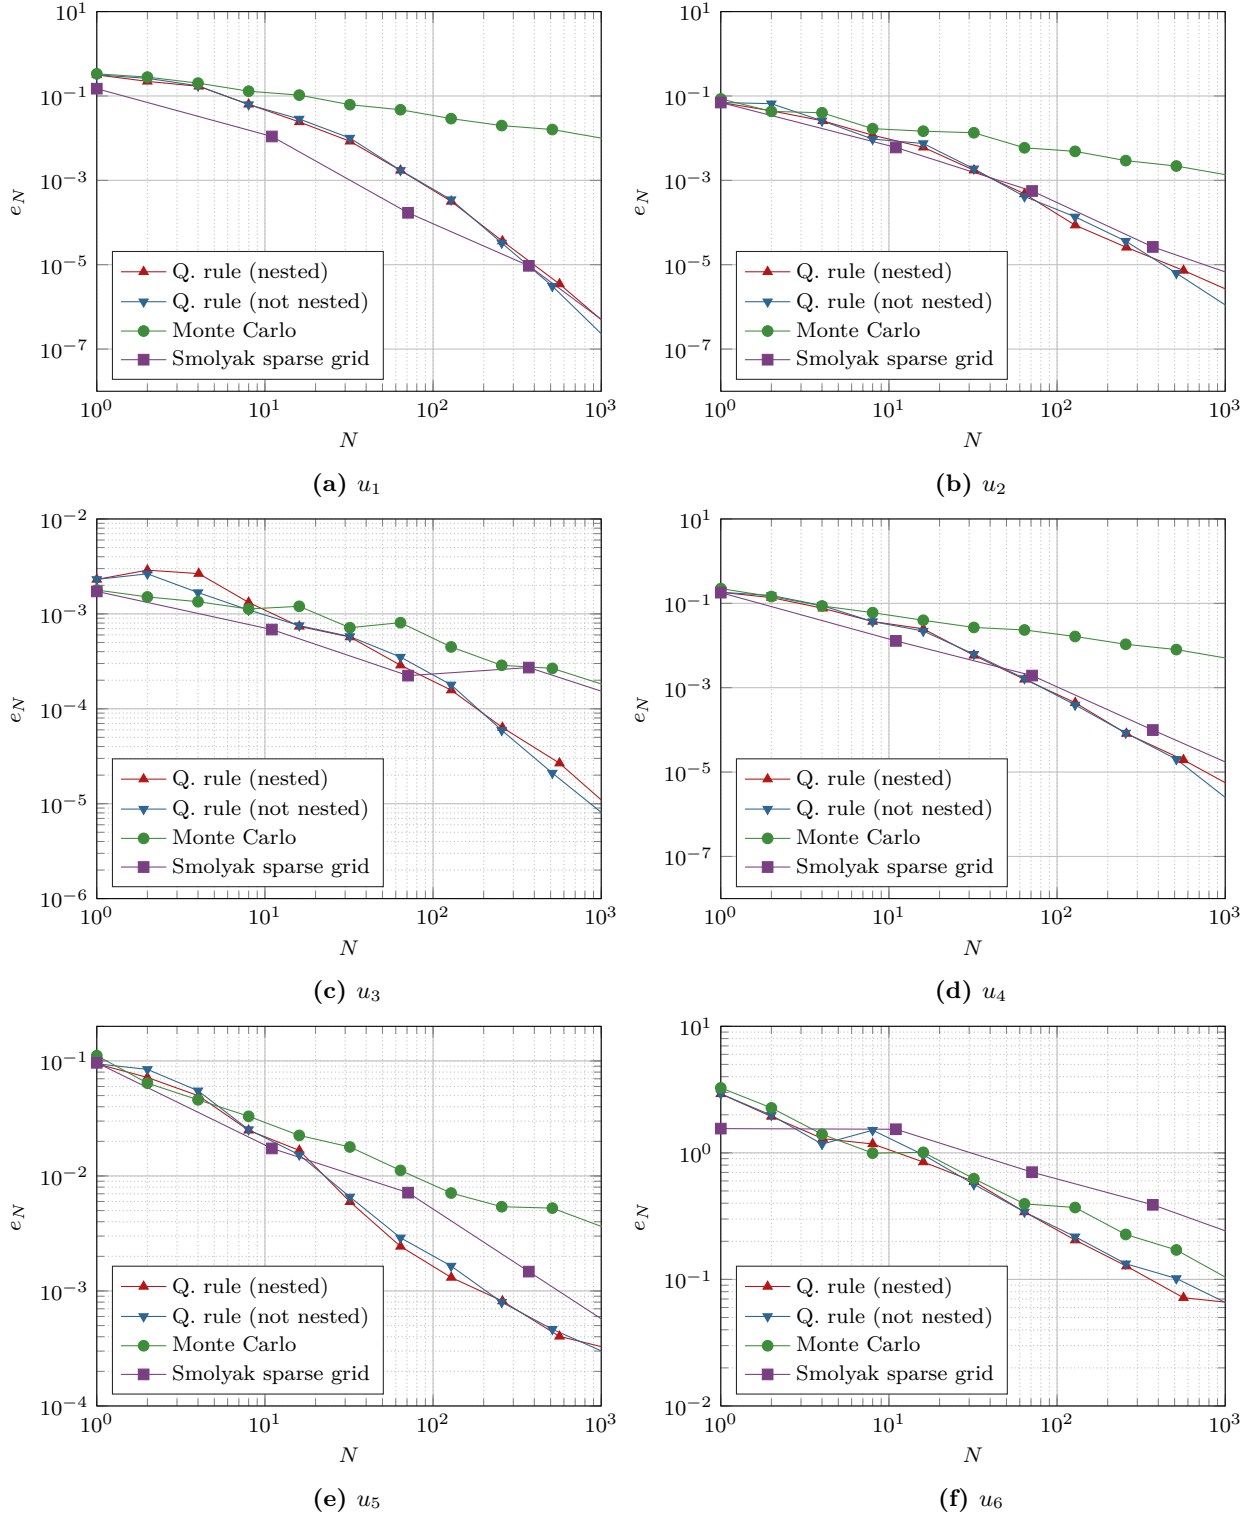 10^1
10^-1
10^-3
10^-5
10^-7
e_N
Q. rule (nested)
Q. rule (not nested)
Monte Carlo
Smolyak sparse grid
10^0 10^1 10^2 10^3
N
(a) u_1
10^1
10^-1
10^-3
10^-5
10^-7
e_N
Q. rule (nested)
Q. rule (not nested)
Monte Carlo
Smolyak sparse grid
10^0 10^1 10^2 10^3
N
(b) u_2
10^-2
10^-3
10^-4
10^-5
10^-6
e_N
Q. rule (nested)
Q. rule (not nested)
Monte Carlo
Smolyak sparse grid
10^0 10^1 10^2 10^3
N
(c) u_3
10^1
10^-1
10^-3
10^-5
10^-7
e_N
Q. rule (nested)
Q. rule (not nested)
Monte Carlo
Smolyak sparse grid
10^0 10^1 10^2 10^3
N
(d) u_4
10^-1
10^-2
10^-3
10^-4
e_N
Q. rule (nested)
Q. rule (not nested)
Monte Carlo
Smolyak sparse grid
10^0 10^1 10^2 10^3
N
(e) u_5
10^1
10^0
10^-1
10^-2
e_N
Q. rule (nested)
Q. rule (not nested)
Monte Carlo
Smolyak sparse grid
10^0 10^1 10^2 10^3
N
(f) u_6